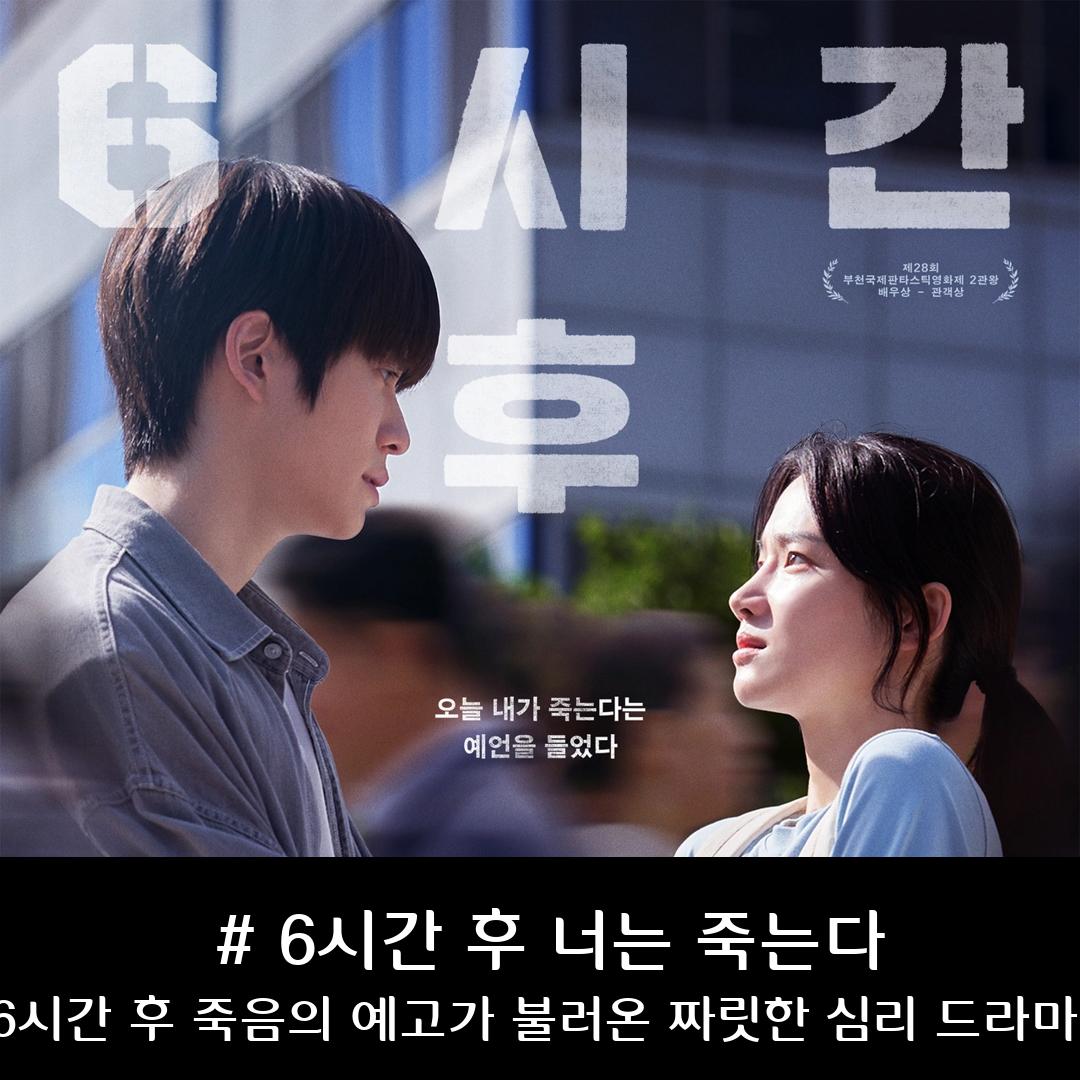 6시간
후
제28회
부천국제판타스틱영화제 2관왕
배우상 - 관객상
오늘 내가 죽는다는
예언을 들었다
# 6시간 후 너는 죽는다
6시간 후 죽음의 예고가 불러온 짜릿한 심리 드라마